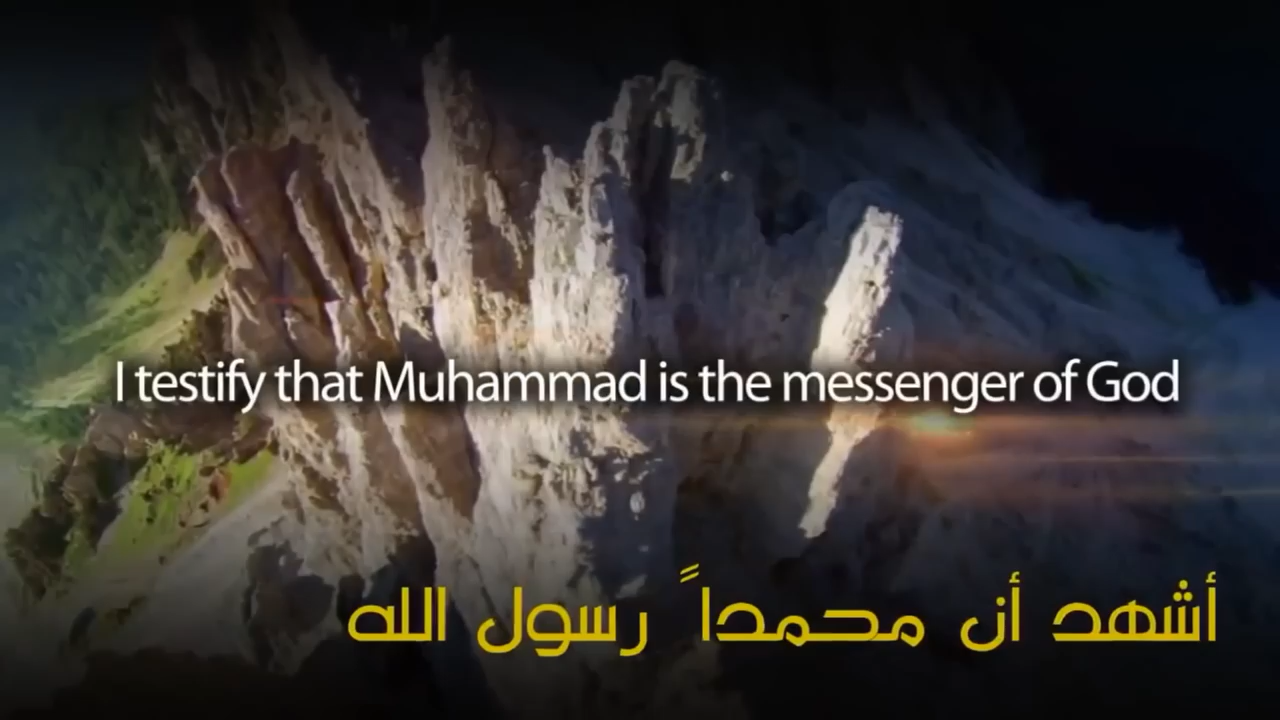 I testify that Muhammad is the messenger of God
أشهد أن محمداً رسول الله